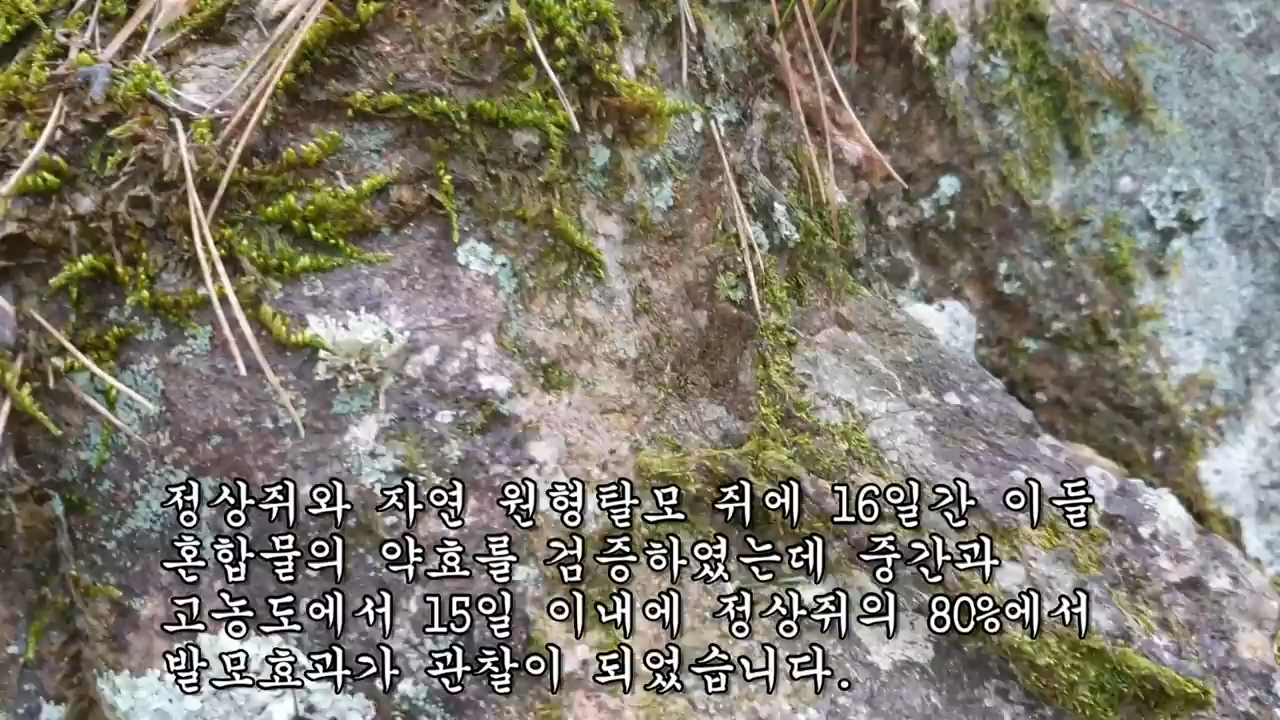 정상쥐와 자연 원형탈모 쥐에 16일간 이들
혼합물의 약효를 검증하였는데 중간과
고농도에서 15일 이내에 정상쥐의 80%에서
발모효과가 관찰이 되었습니다.